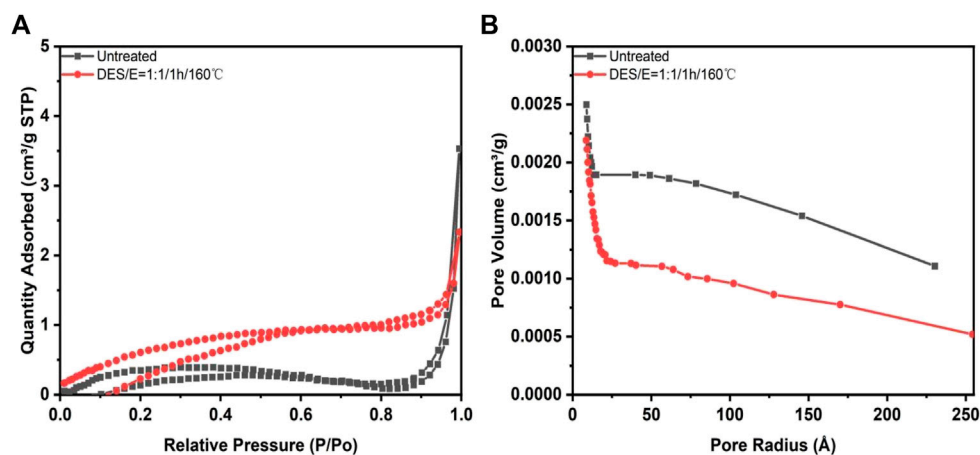 A
Untreated
DES/E=1:1/1h/160℃
Quantity Adsorbed (cm³/g STP)
5
4
3
2
1
0
0.0 0.2 0.4 0.6 0.8 1.0
Relative Pressure (P/Po)
B
Untreated
DES/E=1:1/1h/160℃
Pore Volume (cm³/g)
0.0030
0.0025
0.0020
0.0015
0.0010
0.0005
0.0000
0 50 100 150 200 250
Pore Radius (Å)